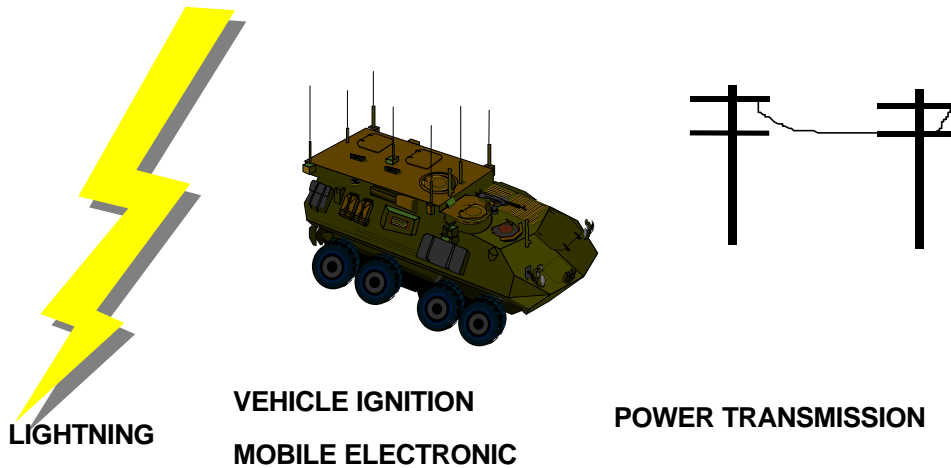 LIGHTNING
VEHICLE IGNITION
MOBILE ELECTRONIC
POWER TRANSMISSION